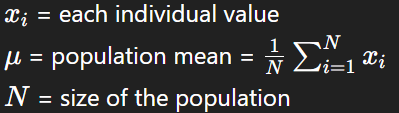 xᵢ = each individual value
μ = population mean = 1/N ∑ᵢ₌₁ᴺ xᵢ
N = size of the population